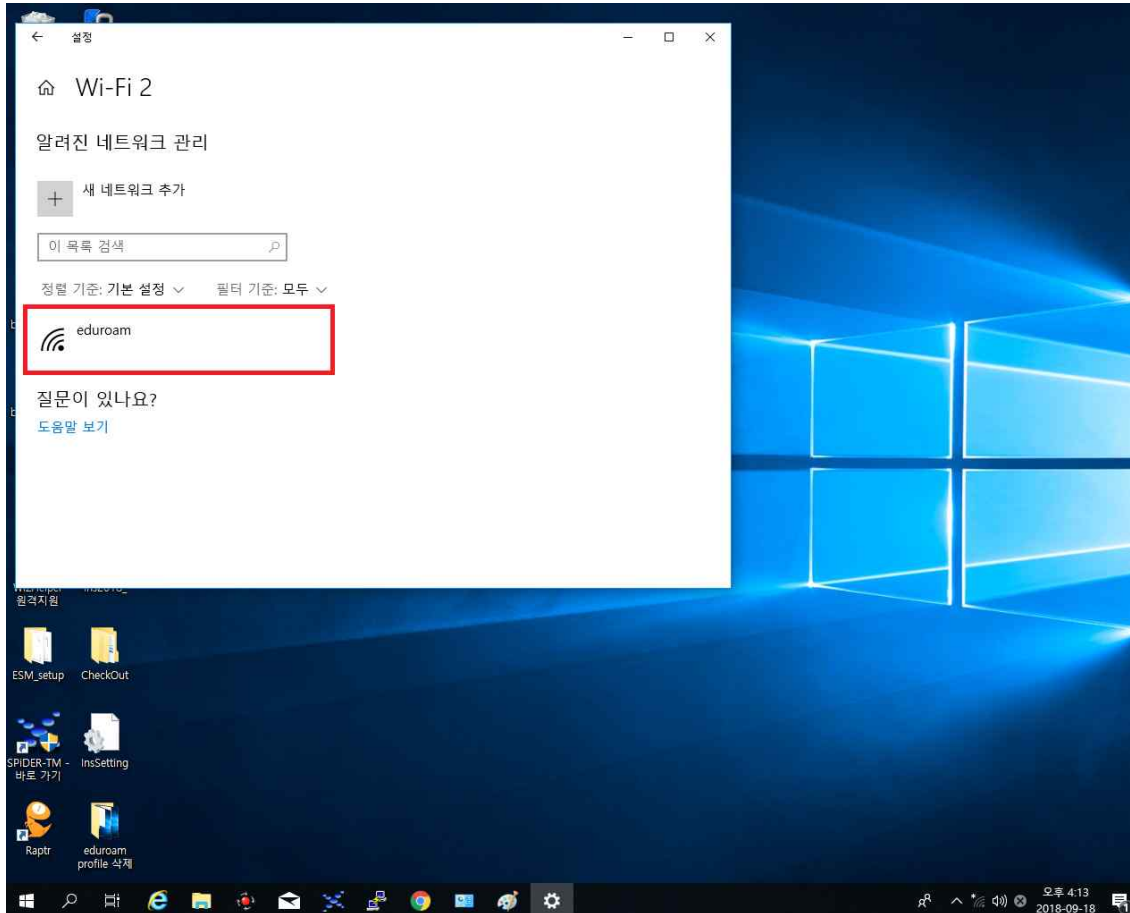 설정
Wi-Fi 2
알려진 네트워크 관리
새 네트워크 추가
이 목록 검색
정렬 기준: 기본 설정 필터 기준: 모두
eduroam
질문이 있나요?
도움말 보기
원격지원
ESM_setup CheckOut
SPiDER-TM - InsSetting
바로 가기
Raptr eduroam
profile 삭제
오후 4:13
2018-09-18
1